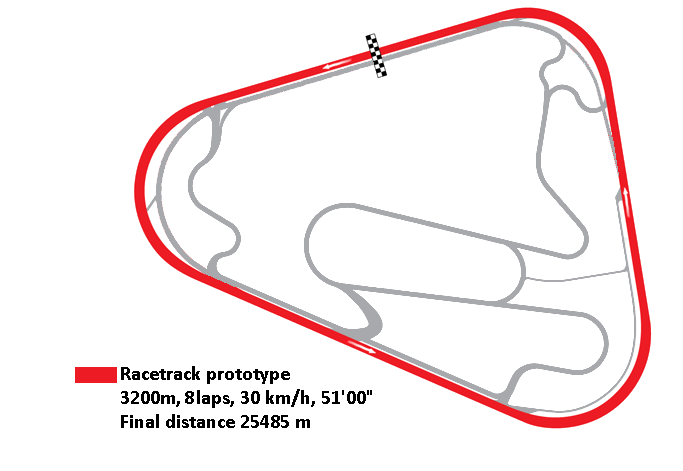 Racetrack prototype
3200m, 8laps, 30 km/h, 51'00"
Final distance 25485 m